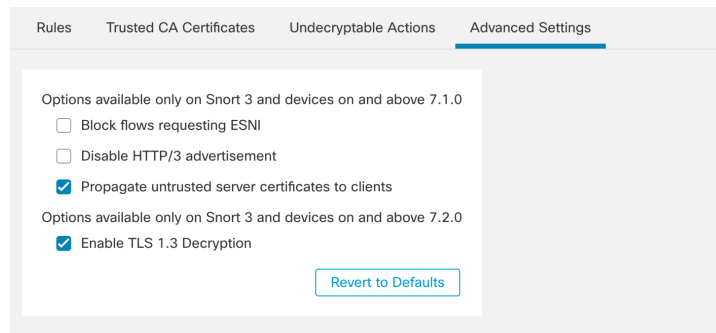 Rules Trusted CA Certificates Undecryptable Actions Advanced Settings
Options available only on Snort 3 and devices on and above 7.1.0
Block flows requesting ESNI
Disable HTTP/3 advertisement
Propagate untrusted server certificates to clients
Options available only on Snort 3 and devices on and above 7.2.0
Enable TLS 1.3 Decryption
Revert to Defaults